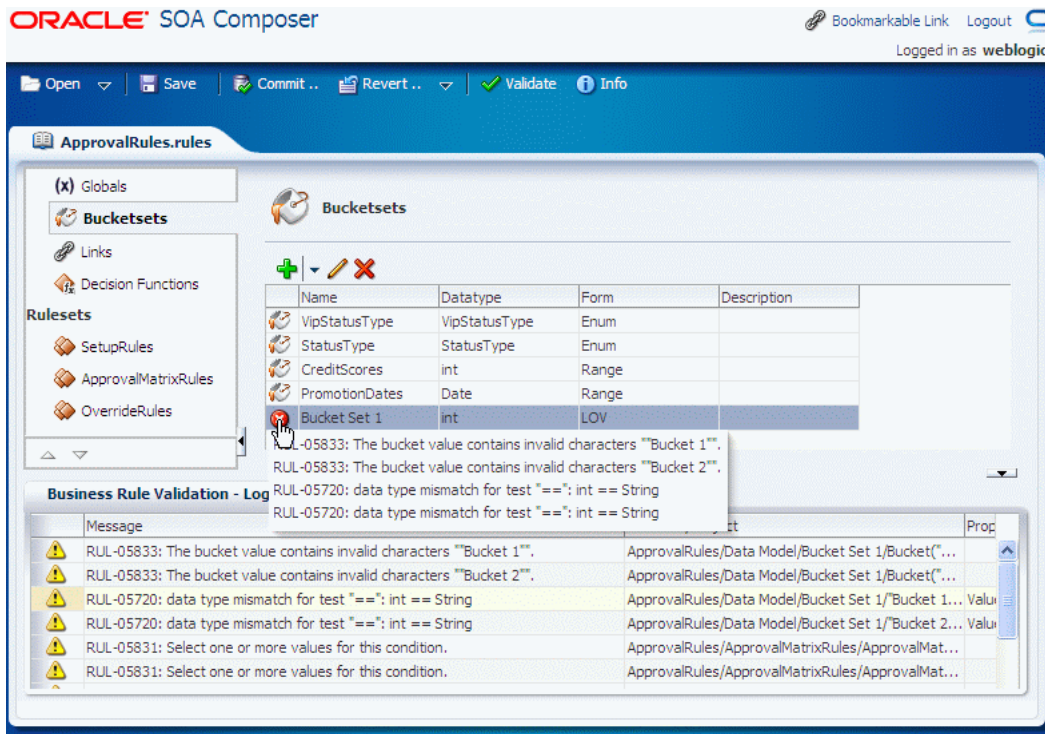 ORACLE SOA Composer
Bookmarkable Link Logout
Logged in as weblogic
Open Save Commit .. Revert .. Validate Info
ApprovalRules.rules
(x) Globals
Bucketsets
Links
Decision Functions
Rulesets
SetupRules
ApprovalMatrixRules
OverrideRules
Bucketsets
Name Datatype Form Description
VipStatusType VipStatusType Enum
StatusType StatusType Enum
CreditScores int Range
PromotionDates Date Range
Bucket Set 1 int LOV
RUL-05833: The bucket value contains invalid characters ""Bucket 1"".
RUL-05833: The bucket value contains invalid characters ""Bucket 2"".
RUL-05720: data type mismatch for test "==": int == String
RUL-05720: data type mismatch for test "==": int == String
Business Rule Validation - Log
Message Prop
RUL-05833: The bucket value contains invalid characters ""Bucket 1"". ApprovalRules/Data Model/Bucket Set 1/Bucket("...
RUL-05833: The bucket value contains invalid characters ""Bucket 2"". ApprovalRules/Data Model/Bucket Set 1/Bucket("...
RUL-05720: data type mismatch for test "==": int == String ApprovalRules/Data Model/Bucket Set 1/"Bucket 1... Valu
RUL-05720: data type mismatch for test "==": int == String ApprovalRules/Data Model/Bucket Set 1/"Bucket 2... Valu
RUL-05831: Select one or more values for this condition. ApprovalRules/ApprovalMatrixRules/ApprovalMat...
RUL-05831: Select one or more values for this condition. ApprovalRules/ApprovalMatrixRules/ApprovalMat...